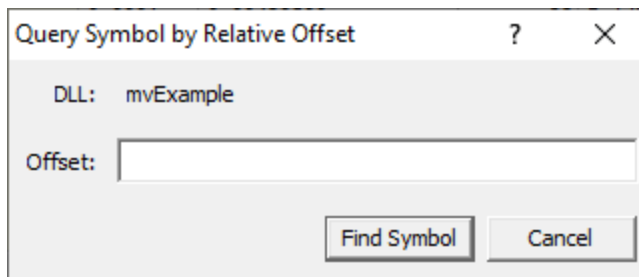 Query Symbol by Relative Offset ?
DLL: mvExample
Offset:
Find Symbol Cancel